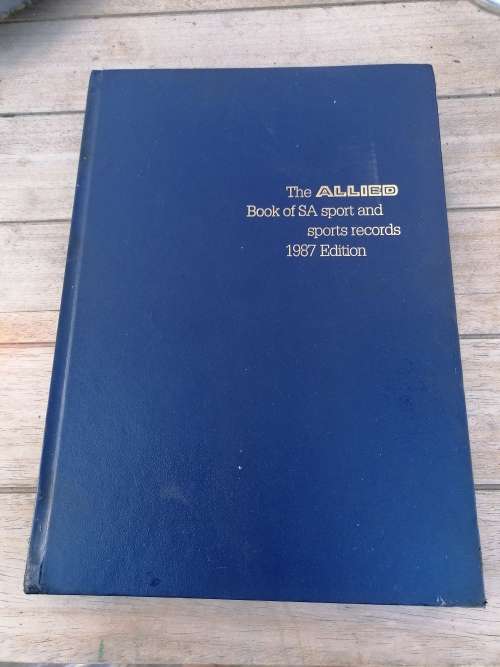 The ALLIED
Book of SA sport and
sports records
1987 Edition